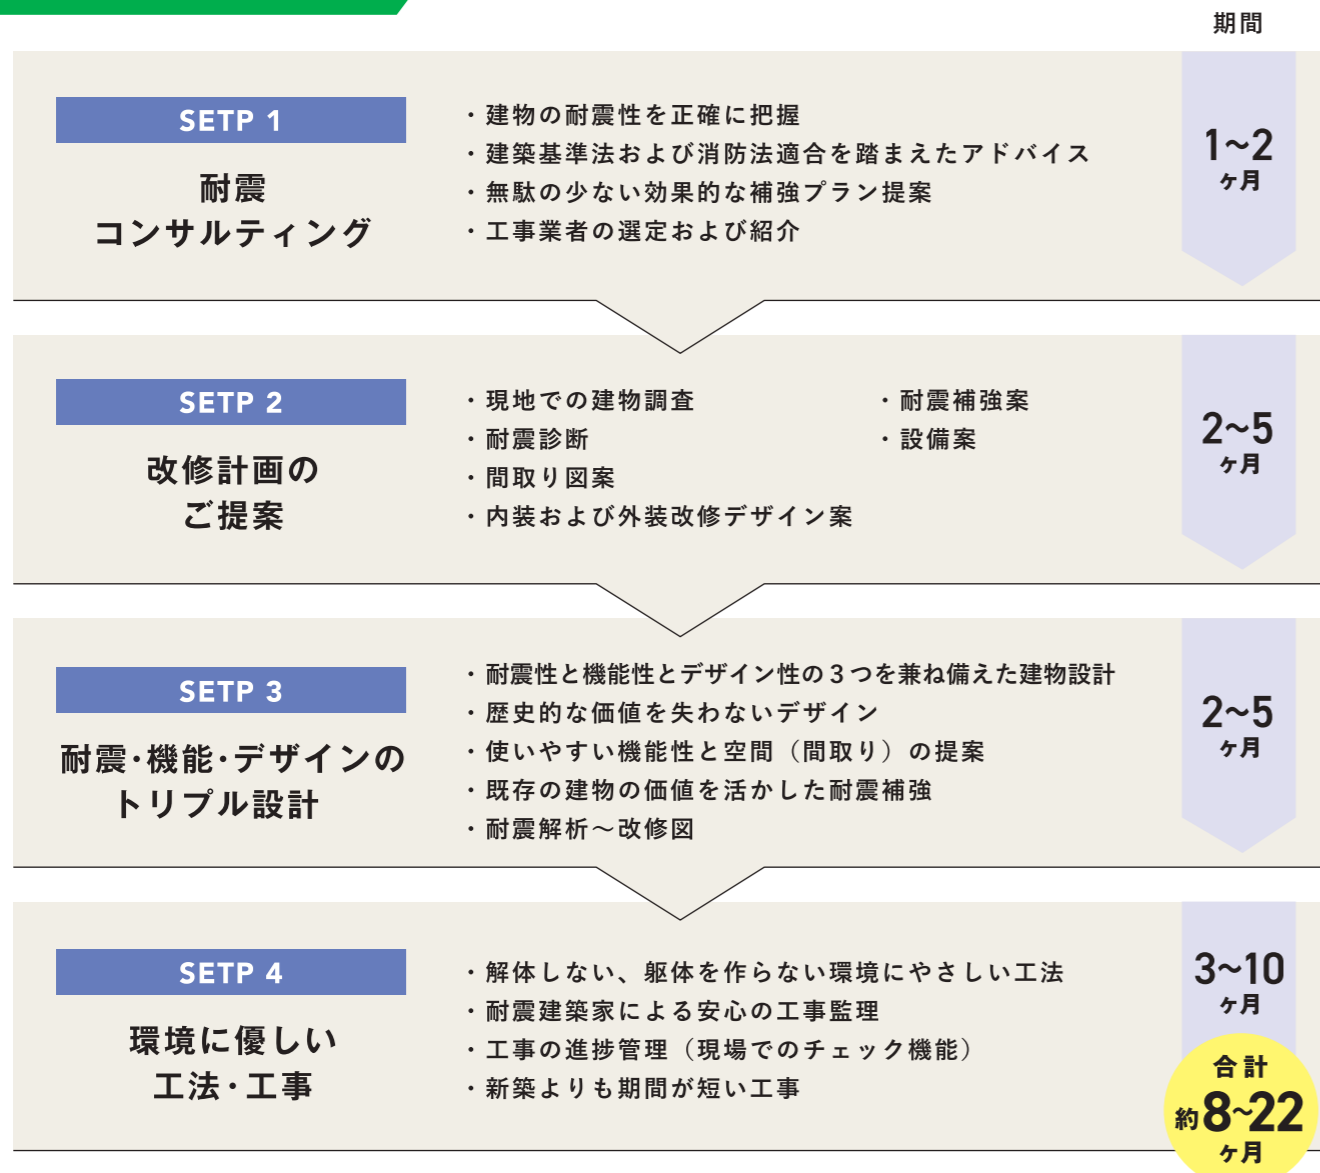 期間
SETP 1
耐震
コンサルティング
・建物の耐震性を正確に把握
・建築基準法および消防法適合を踏まえたアドバイス
・無駄の少ない効果的な補強プラン提案
・工事業者の選定および紹介
1~2
ヶ月
SETP 2
改修計画の
ご提案
・現地での建物調査
・耐震診断
・間取り図案
・内装および外装改修デザイン案
・耐震補強案
・設備案
2~5
ヶ月
SETP 3
耐震・機能・デザインの
トリプル設計
・耐震性と機能性とデザイン性の3つを兼ね備えた建物設計
・歴史的な価値を失わないデザイン
・使いやすい機能性と空間（間取り）の提案
・既存の建物の価値を活かした耐震補強
・耐震解析〜改修図
2~5
ヶ月
SETP 4
環境に優しい
工法・工事
・解体しない、躯体を作らない環境にやさしい工法
・耐震建築家による安心の工事監理
・工事の進捗管理（現場でのチェック機能）
・新築よりも期間が短い工事
3~10
ヶ月
合計
約8~22
ヶ月